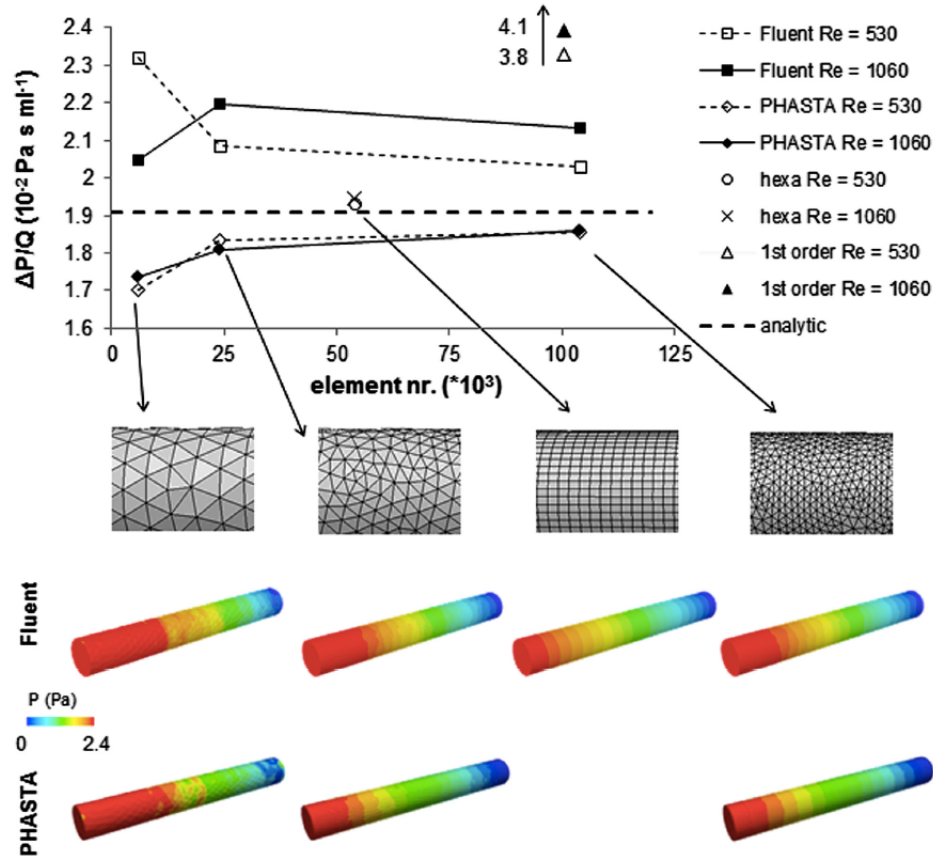 ΔP/Q (10⁻² Pa s ml⁻¹)
2.4
2.3
2.2
2.1
2
1.9
1.8
1.7
1.6
4.1
3.8
0
25
50
75
100
125
element nr. (*10³)
Fluent Re = 530
Fluent Re = 1060
PHASTA Re = 530
PHASTA Re = 1060
hexa Re = 530
hexa Re = 1060
1st order Re = 530
1st order Re = 1060
analytic
Fluent
P (Pa)
0 2.4
PHASTA